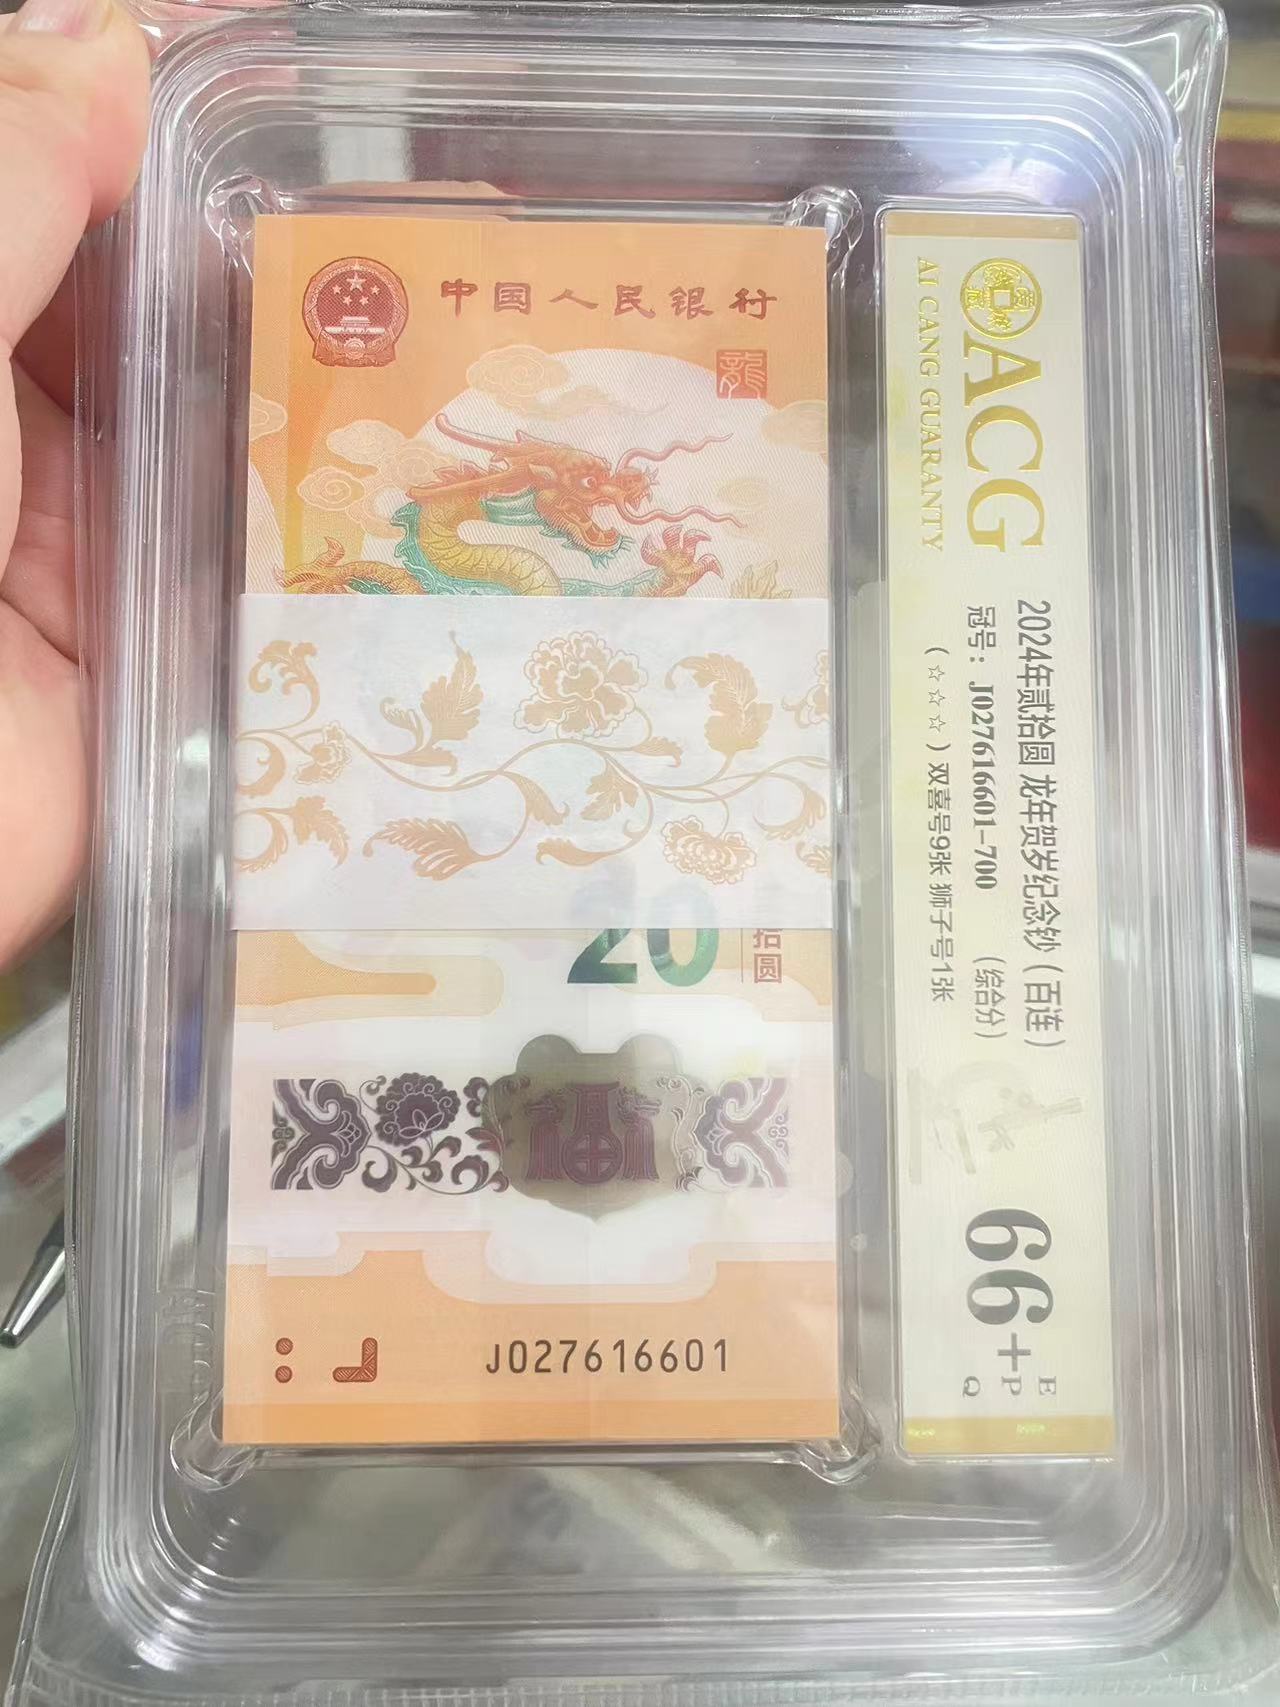 中国人民银行
龍
20
拾圆
J027616601
ACG
AI CANG GUARANTY
2024年贰拾圆 龙年贺岁纪念钞（百连）
冠号：J027616601-700 （综合分）
（☆☆☆）双喜号9张 狮子号1张
66+
E
P
Q